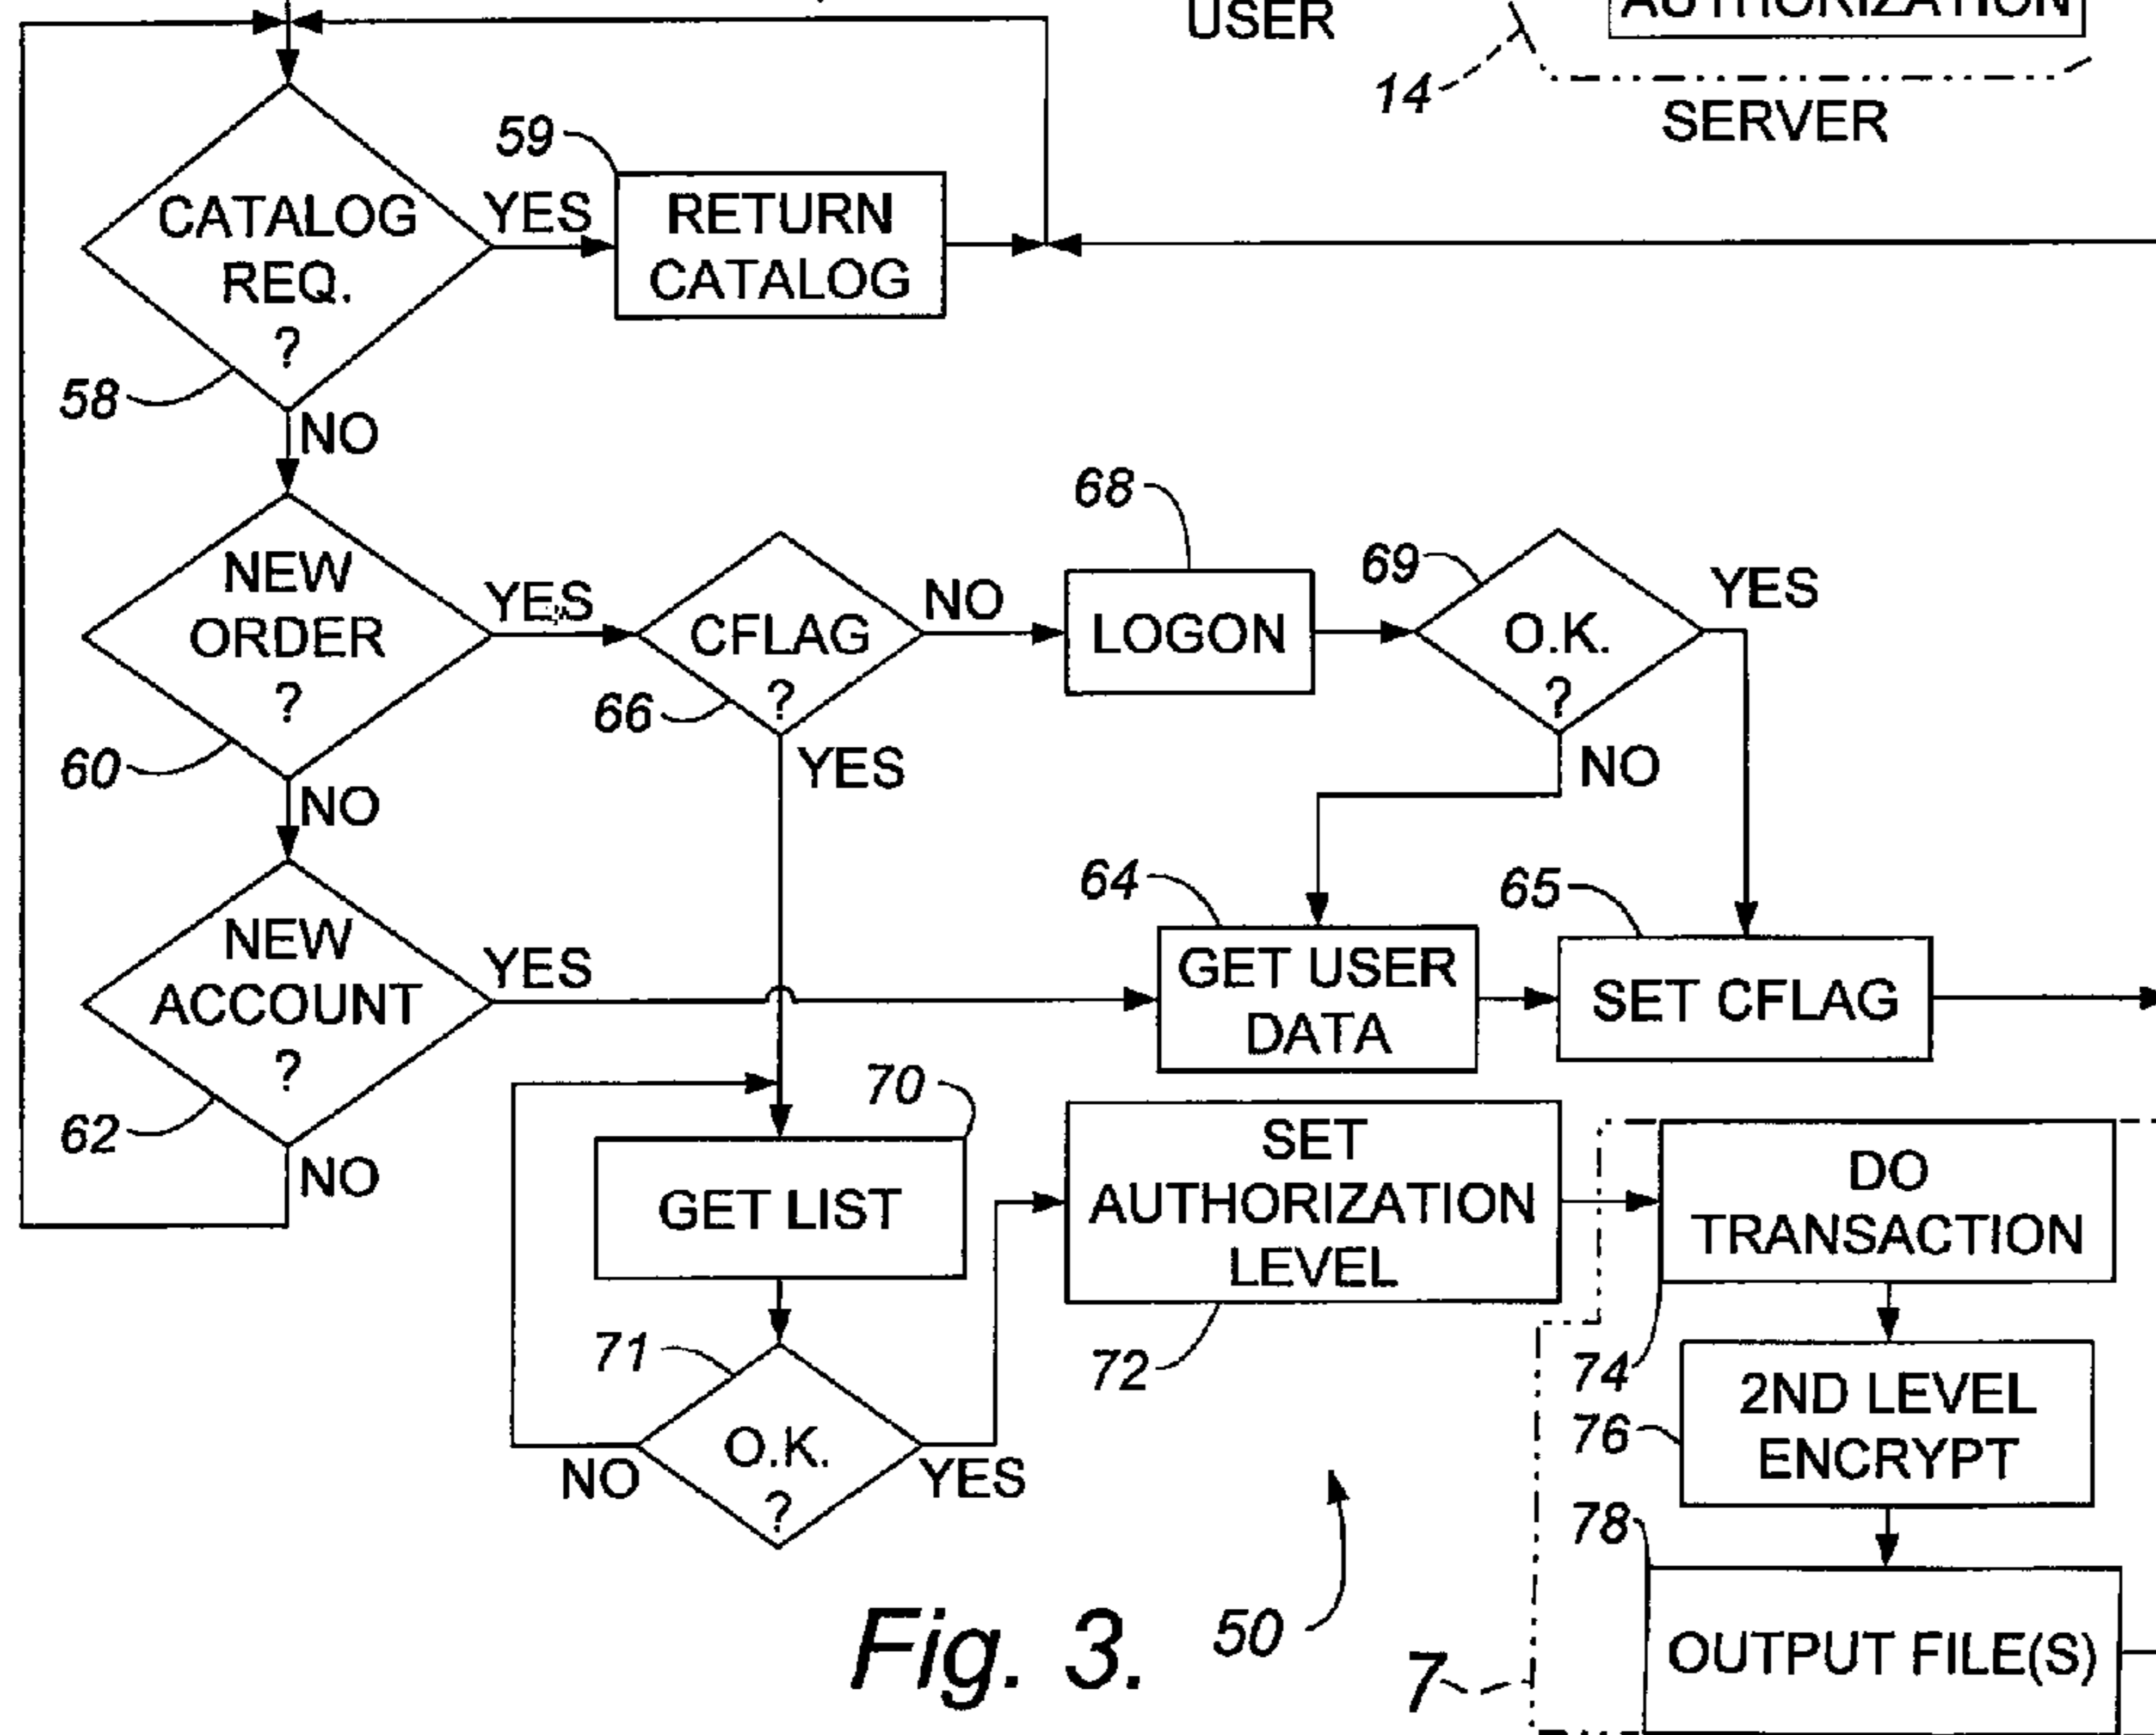 USER
AUTHORIZATION
14
SERVER
59
CATALOG
REQ.
?
YES
RETURN
CATALOG
58
NO
NEW
ORDER
?
YES
60
NO
CFLAG
?
66
NO
YES
68
LOGON
69
O.K.
?
YES
NO
NEW
ACCOUNT
?
YES
62
NO
64
GET USER
DATA
65
SET CFLAG
70
GET LIST
71
O.K.
?
NO
YES
SET
AUTHORIZATION
LEVEL
72
DO
TRANSACTION
74
2ND LEVEL
ENCRYPT
76
78
OUTPUT FILE(S)
7
50
Fig. 3.